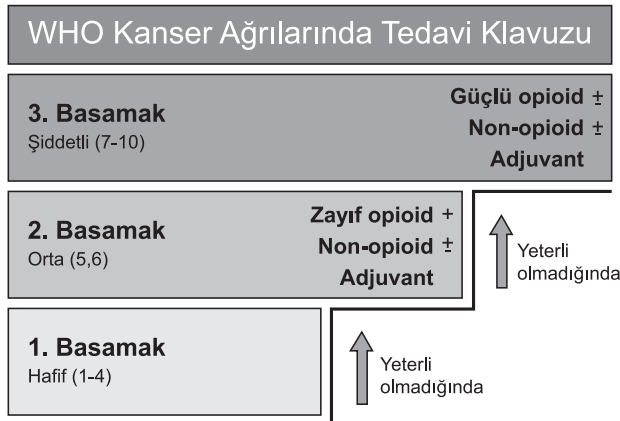 WHO Kanser Ağrılarında Tedavi Klavuzu
3. Basamak
Şiddetli (7-10)
Güçlü opioid ±
Non-opioid ±
Adjuvant
2. Basamak
Orta (5,6)
Zayıf opioid +
Non-opioid ±
Adjuvant
Yeterli
olmadığında
1. Basamak
Hafif (1-4)
Yeterli
olmadığında